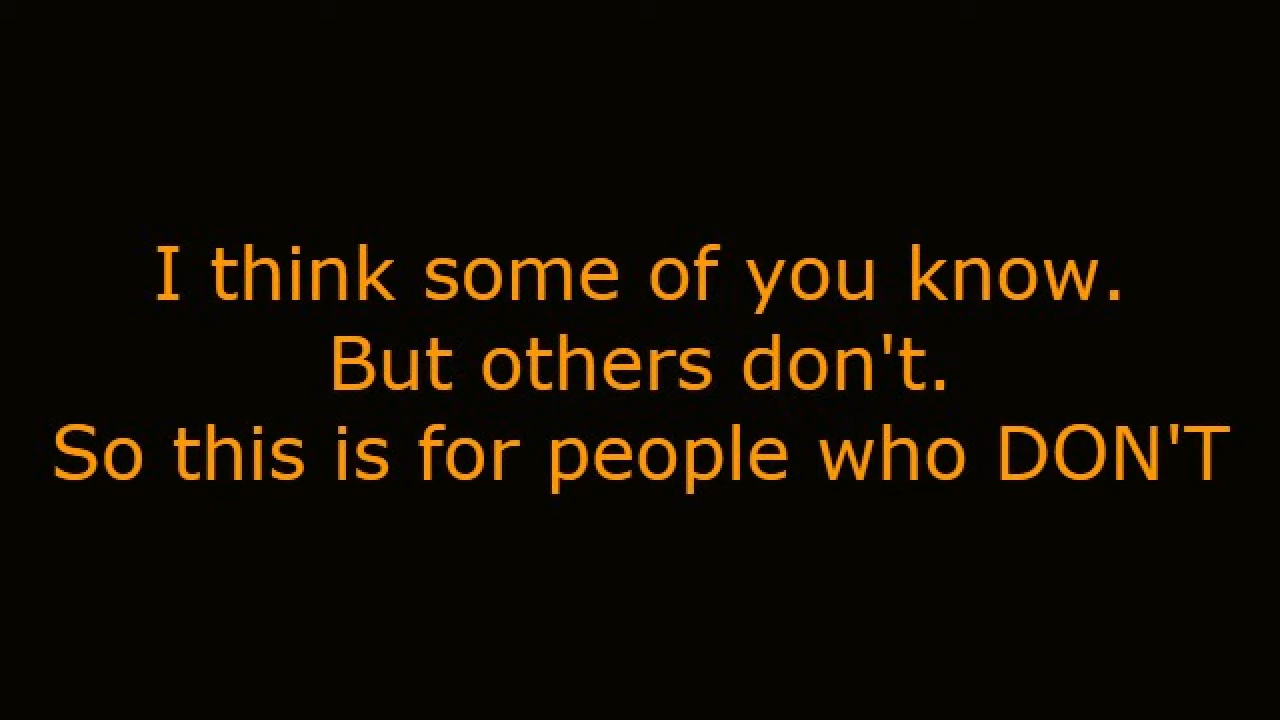 I think some of you know.
But others don't.
So this is for people who DON'T